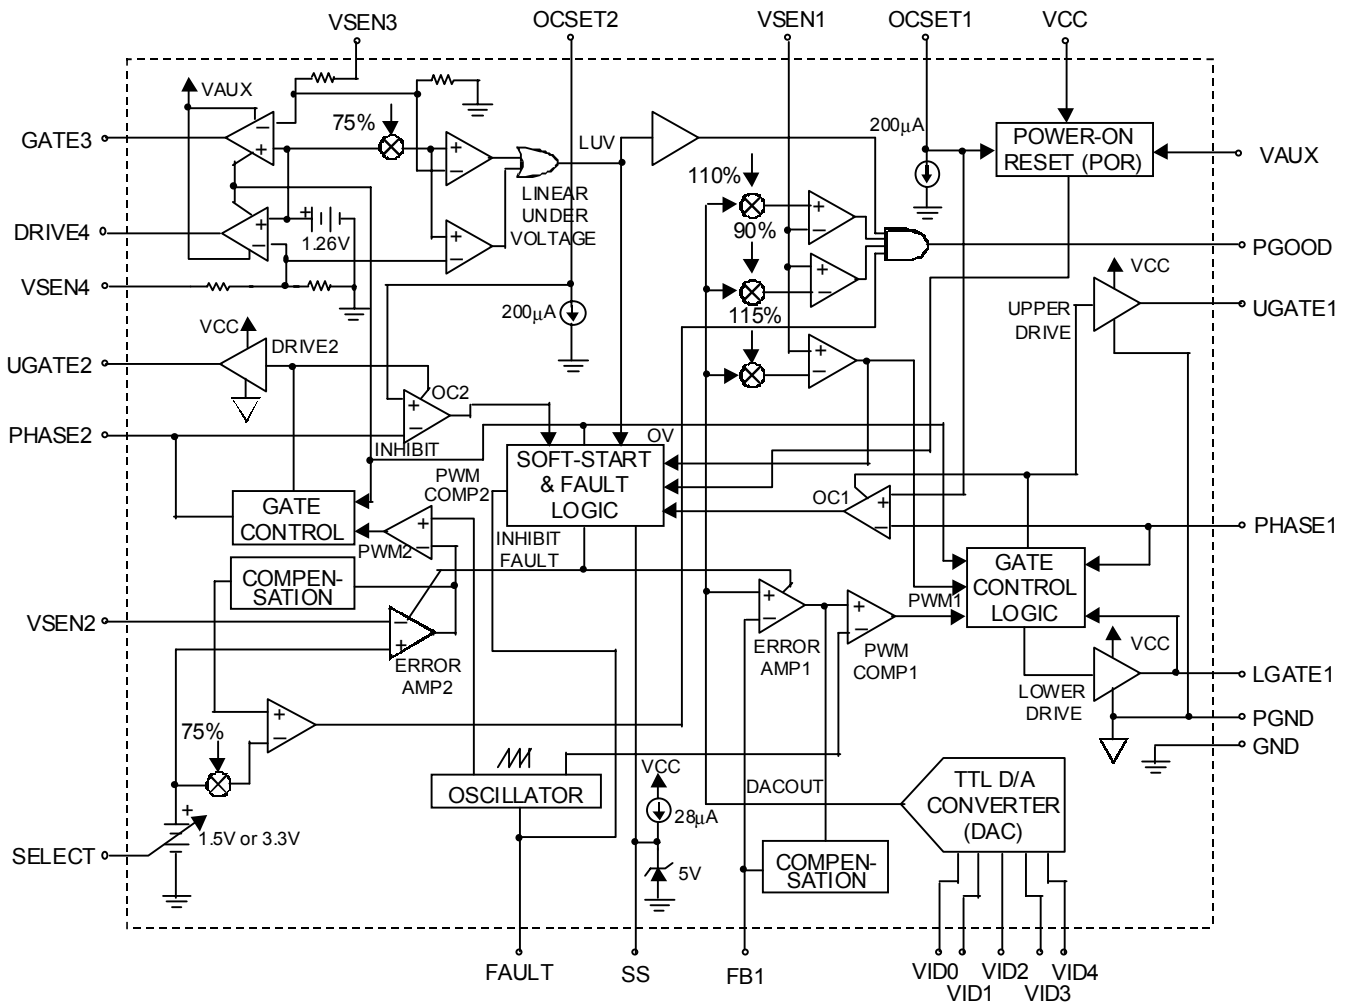 VSEN3
OCSET2
VSEN1
OCSET1
VCC
VAUX
75%
GATE3
LUV
200µA
POWER-ON
RESET (POR)
VAUX
110%
LINEAR
UNDER
VOLTAGE
DRIVE4
1.26V
90%
PGOOD
VSEN4
VCC
200µA
115%
UPPER
DRIVE
UGATE1
VCC
DRIVE2
UGATE2
OC2
PHASE2
INHIBIT
OV
SOFT-START
& FAULT
LOGIC
PWM
COMP2
OC1
GATE
CONTROL
PWM2
INHIBIT
FAULT
PHASE1
GATE
CONTROL
LOGIC
COMPEN-
SATION
PWM1
VSEN2
ERROR
AMP2
ERROR
AMP1
PWM
COMP1
VCC
LOWER
DRIVE
LGATE1
PGND
GND
75%
OSCILLATOR
VCC
DACOUT
TTL D/A
CONVERTER
(DAC)
28µA
1.5V or 3.3V
SELECT
5V
COMPEN-
SATION
FAULT
SS
FB1
VID0
VID1
VID2
VID3
VID4